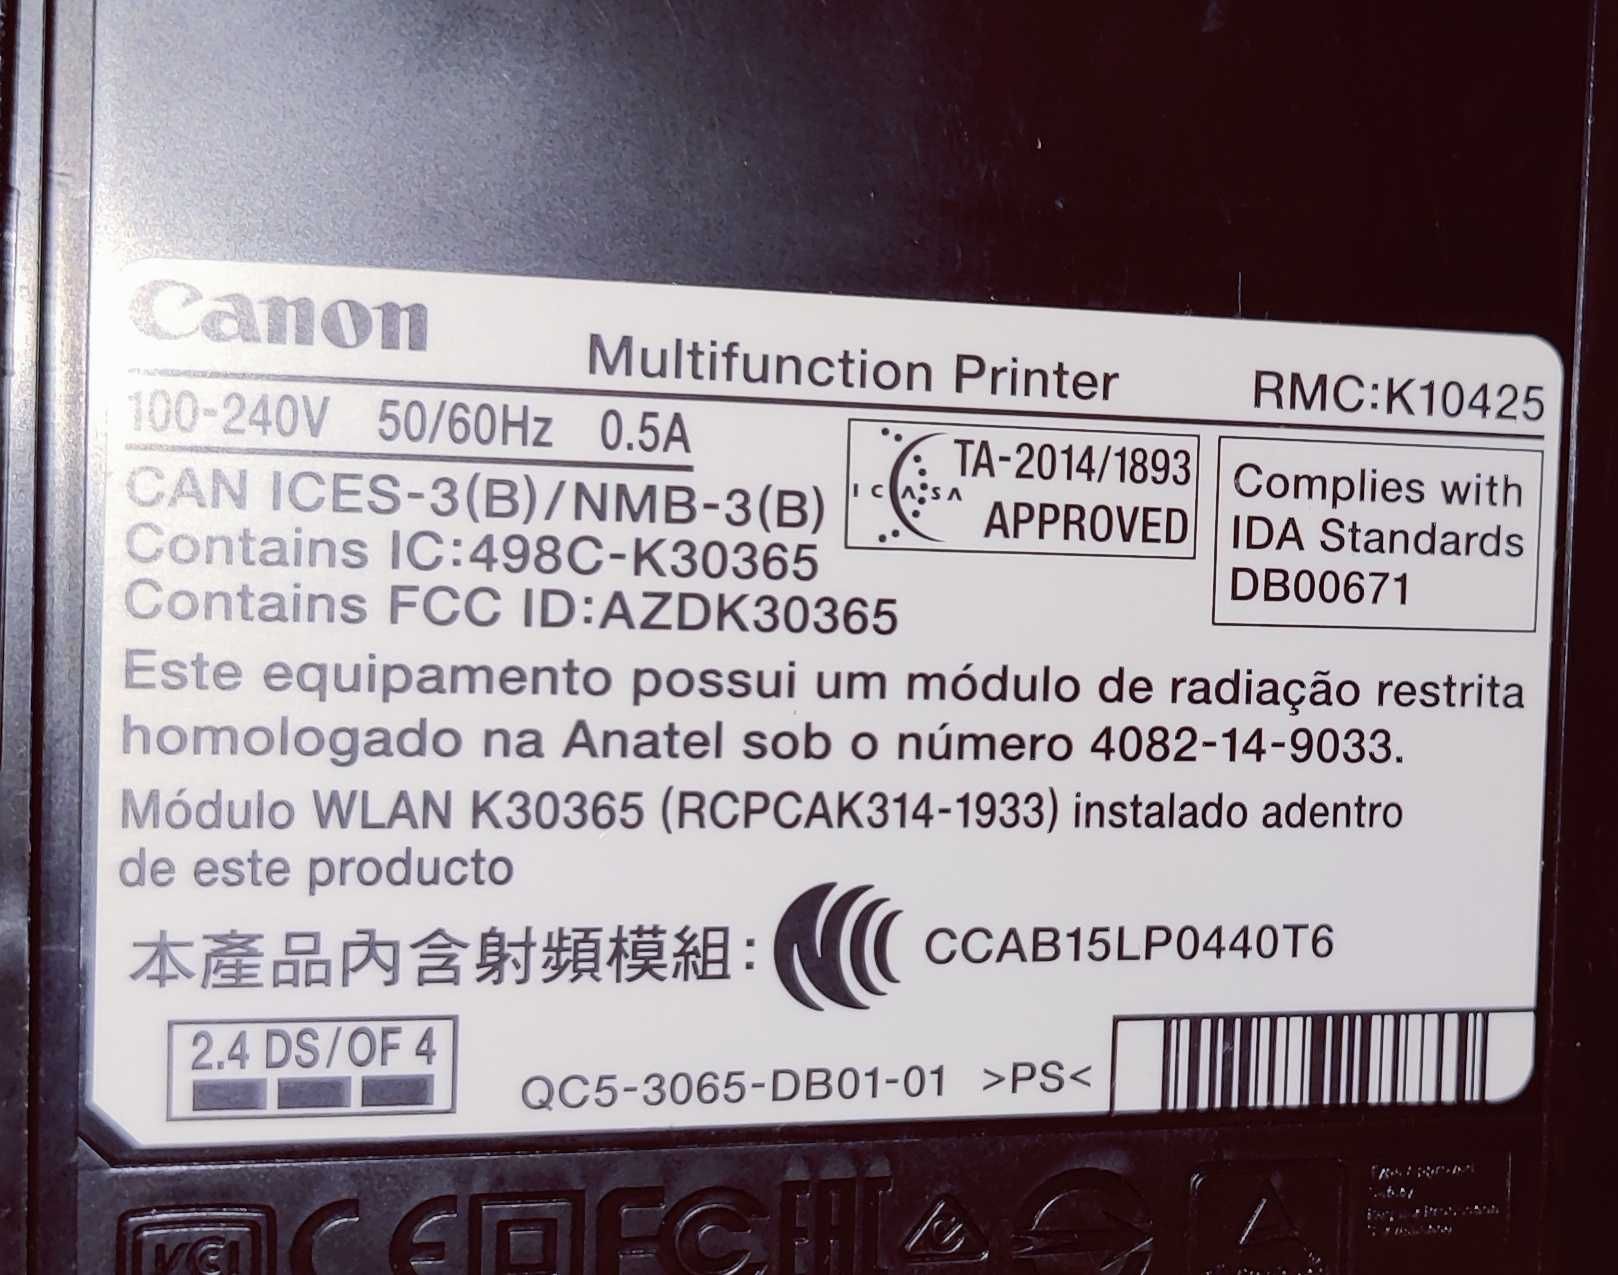 Canon
Multifunction Printer
RMC:K10425
100-240V 50/60Hz 0.5A
CAN ICES-3(B)/NMB-3(B)
Contains IC:498C-K30365
Contains FCC ID:AZDK30365
ICASA
TA-2014/1893
APPROVED
Complies with
IDA Standards
DB00671
Este equipamento possui um módulo de radiação restrita
homologado na Anatel sob o número 4082-14-9033.
Módulo WLAN K30365 (RCPCAK314-1933) instalado adentro
de este producto
本產品內含射頻模組:
CCAB15LP0440T6
2.4 DS/OF 4
QC5-3065-DB01-01 >PS<
CE
FC
EAC